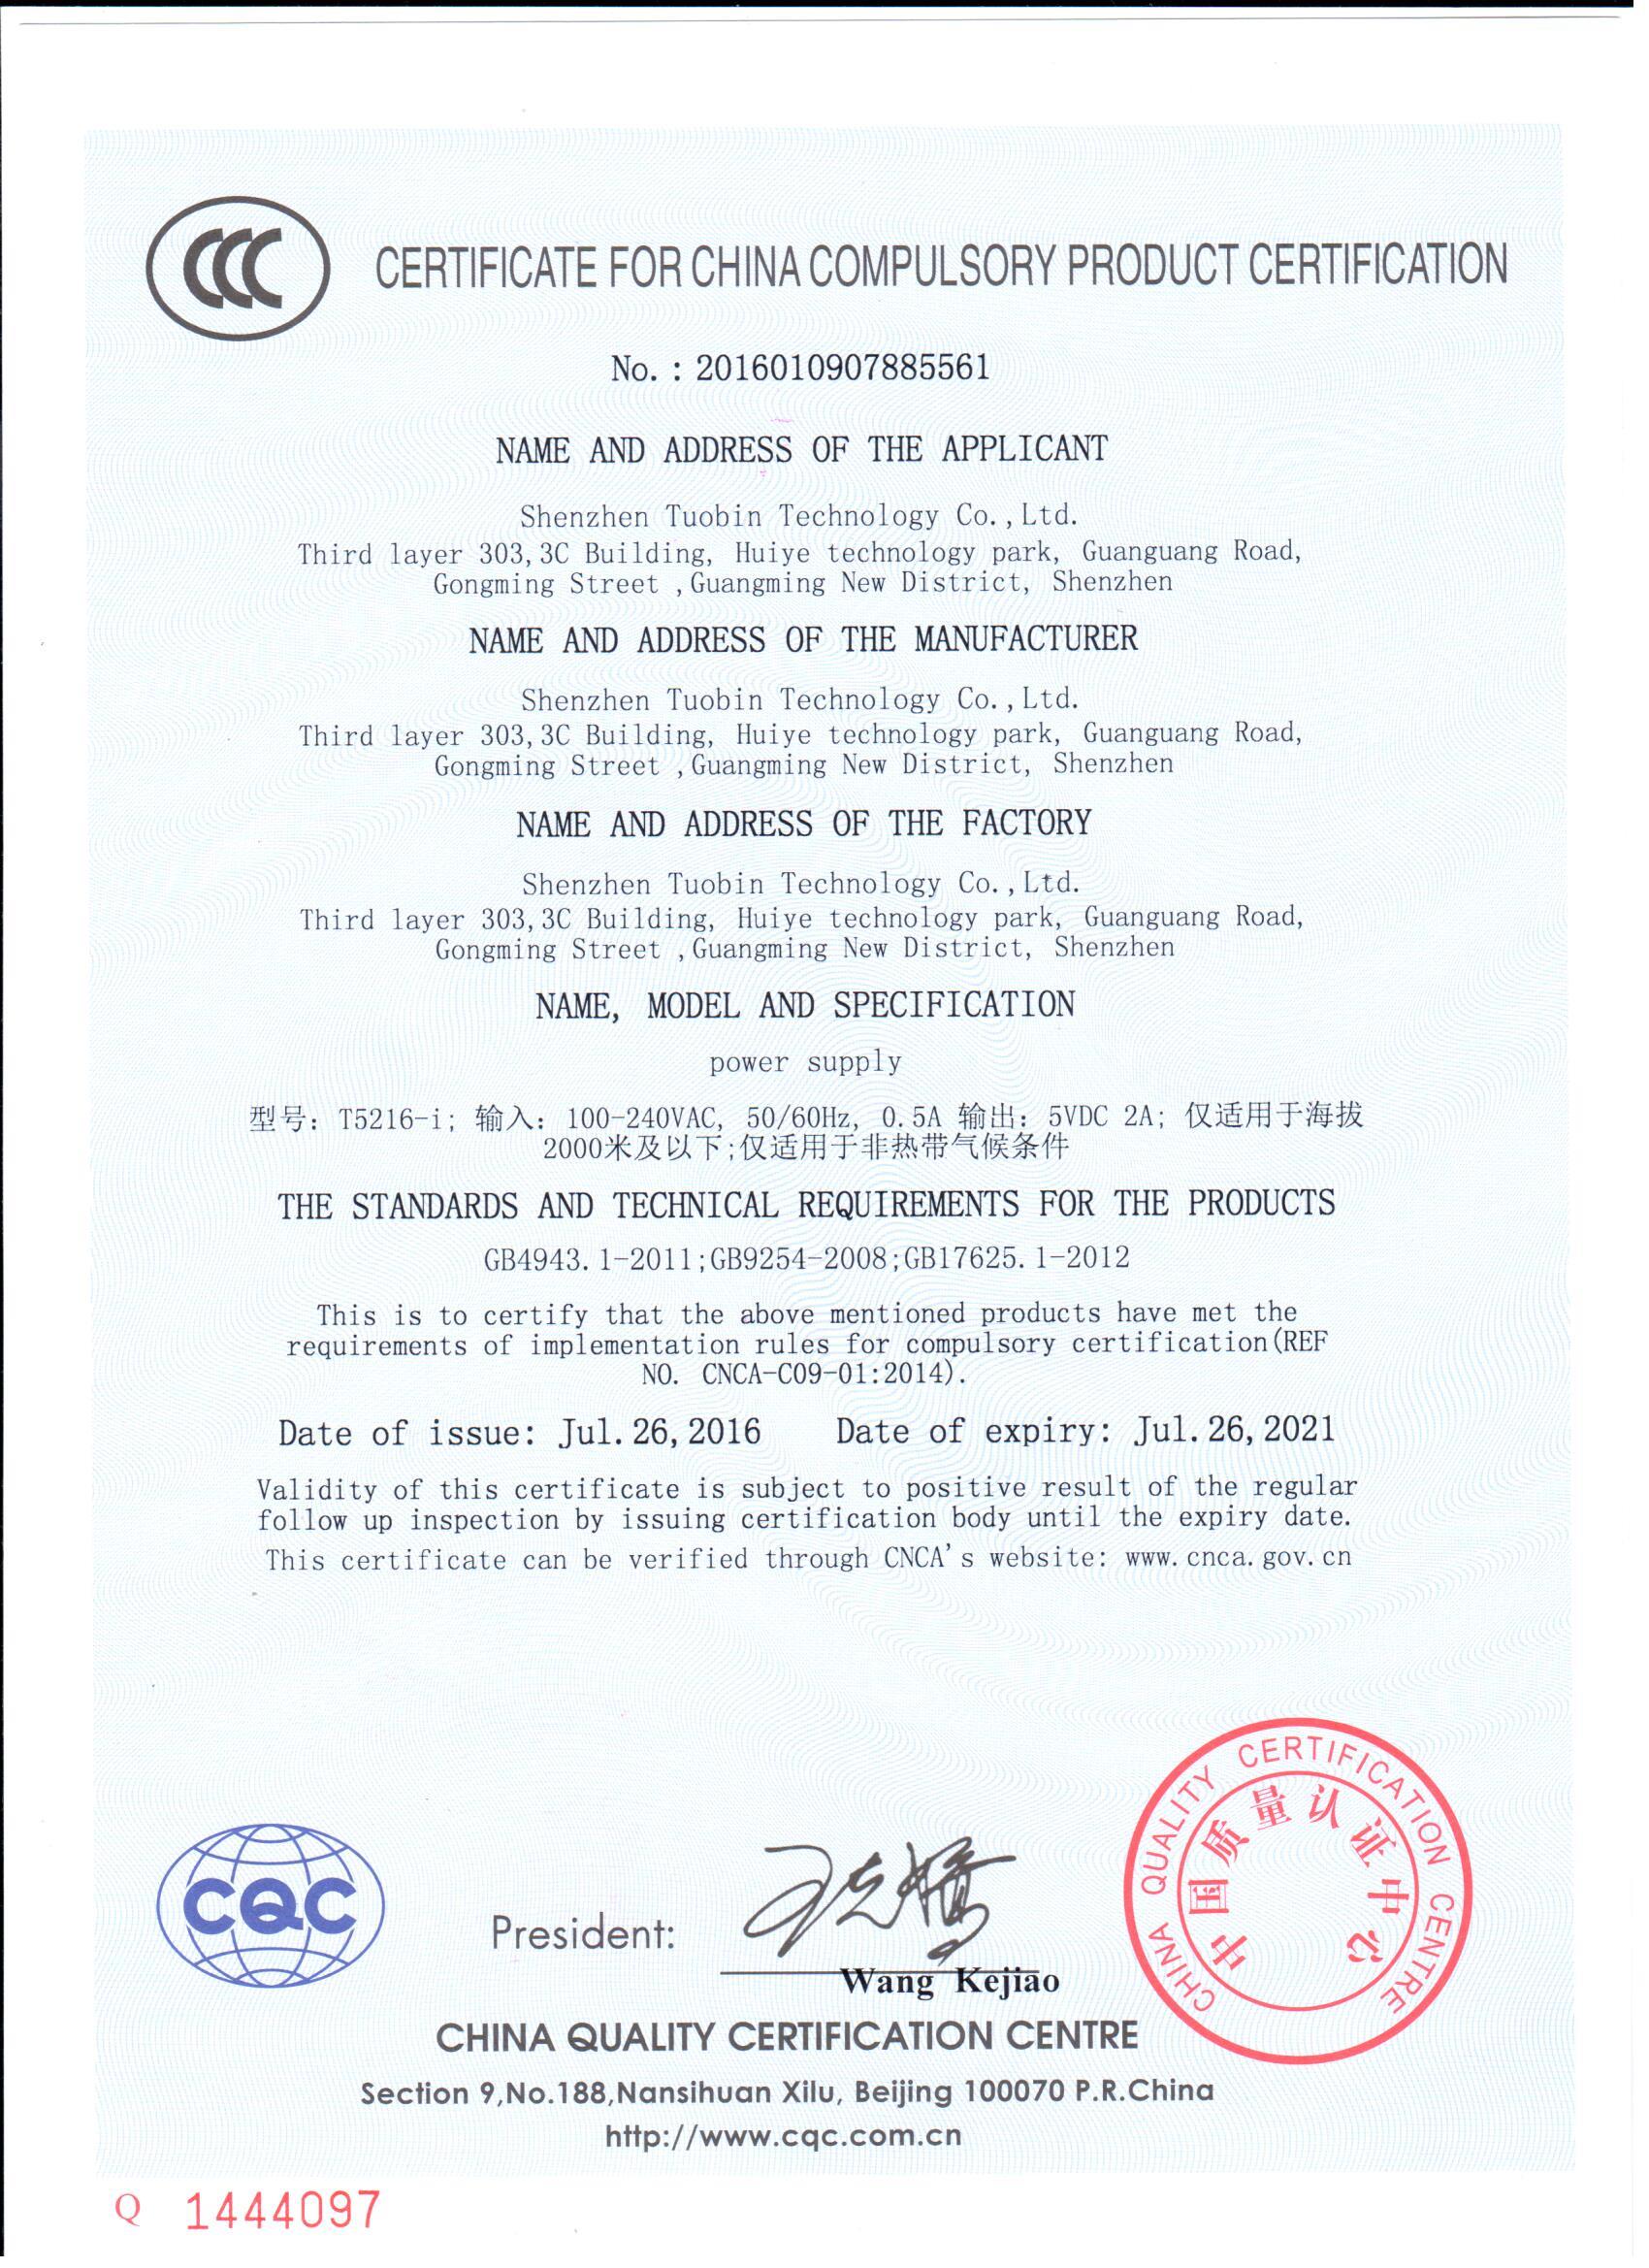 CCC
CERTIFICATE FOR CHINA COMPULSORY PRODUCT CERTIFICATION
No. : 2016010907885561
NAME AND ADDRESS OF THE APPLICANT
Shenzhen Tuobin Technology Co.,Ltd.
Third layer 303,3C Building, Huiye technology park, Guanguang Road,
Gongming Street ,Guangming New District, Shenzhen
NAME AND ADDRESS OF THE MANUFACTURER
Shenzhen Tuobin Technology Co.,Ltd.
Third layer 303,3C Building, Huiye technology park, Guanguang Road,
Gongming Street ,Guangming New District, Shenzhen
NAME AND ADDRESS OF THE FACTORY
Shenzhen Tuobin Technology Co.,Ltd.
Third layer 303,3C Building, Huiye technology park, Guanguang Road,
Gongming Street ,Guangming New District, Shenzhen
NAME, MODEL AND SPECIFICATION
power supply
型号: T5216-i; 输入: 100-240VAC, 50/60Hz, 0.5A 输出: 5VDC 2A; 仅适用于海拔
2000米及以下;仅适用于非热带气候条件
THE STANDARDS AND TECHNICAL REQUIREMENTS FOR THE PRODUCTS
GB4943.1-2011;GB9254-2008;GB17625.1-2012
This is to certify that the above mentioned products have met the
requirements of implementation rules for compulsory certification(REF
NO. CNCA-C09-01:2014).
Date of issue: Jul.26,2016 Date of expiry: Jul.26,2021
Validity of this certificate is subject to positive result of the regular
follow up inspection by issuing certification body until the expiry date.
This certificate can be verified through CNCA's website: www.cnca.gov.cn
CHINA QUALITY CERTIFICATION CENTRE
中国质量认证中心
CQC
President:
Wang Kejiao
CHINA QUALITY CERTIFICATION CENTRE
Section 9,No.188,Nansihuan Xilu, Beijing 100070 P.R.China
http://www.cqc.com.cn
Q 1444097